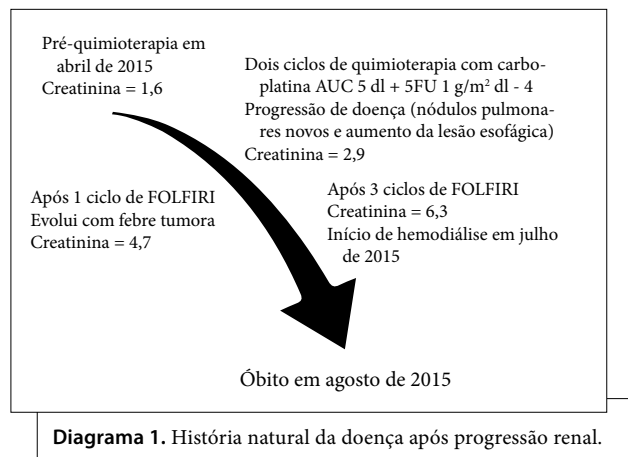 Pré-quimioterapia em
abril de 2015
Creatinina = 1,6
Dois ciclos de quimioterapia com carbo-
platina AUC 5 dl + 5FU 1 g/m² dl - 4
Progressão de doença (nódulos pulmona-
res novos e aumento da lesão esofágica)
Creatinina = 2,9
Após 1 ciclo de FOLFIRI
Evolui com febre tumora
Creatinina = 4,7
Após 3 ciclos de FOLFIRI
Creatinina = 6,3
Início de hemodiálise em julho
de 2015
Óbito em agosto de 2015
Diagrama 1. História natural da doença após progressão renal.